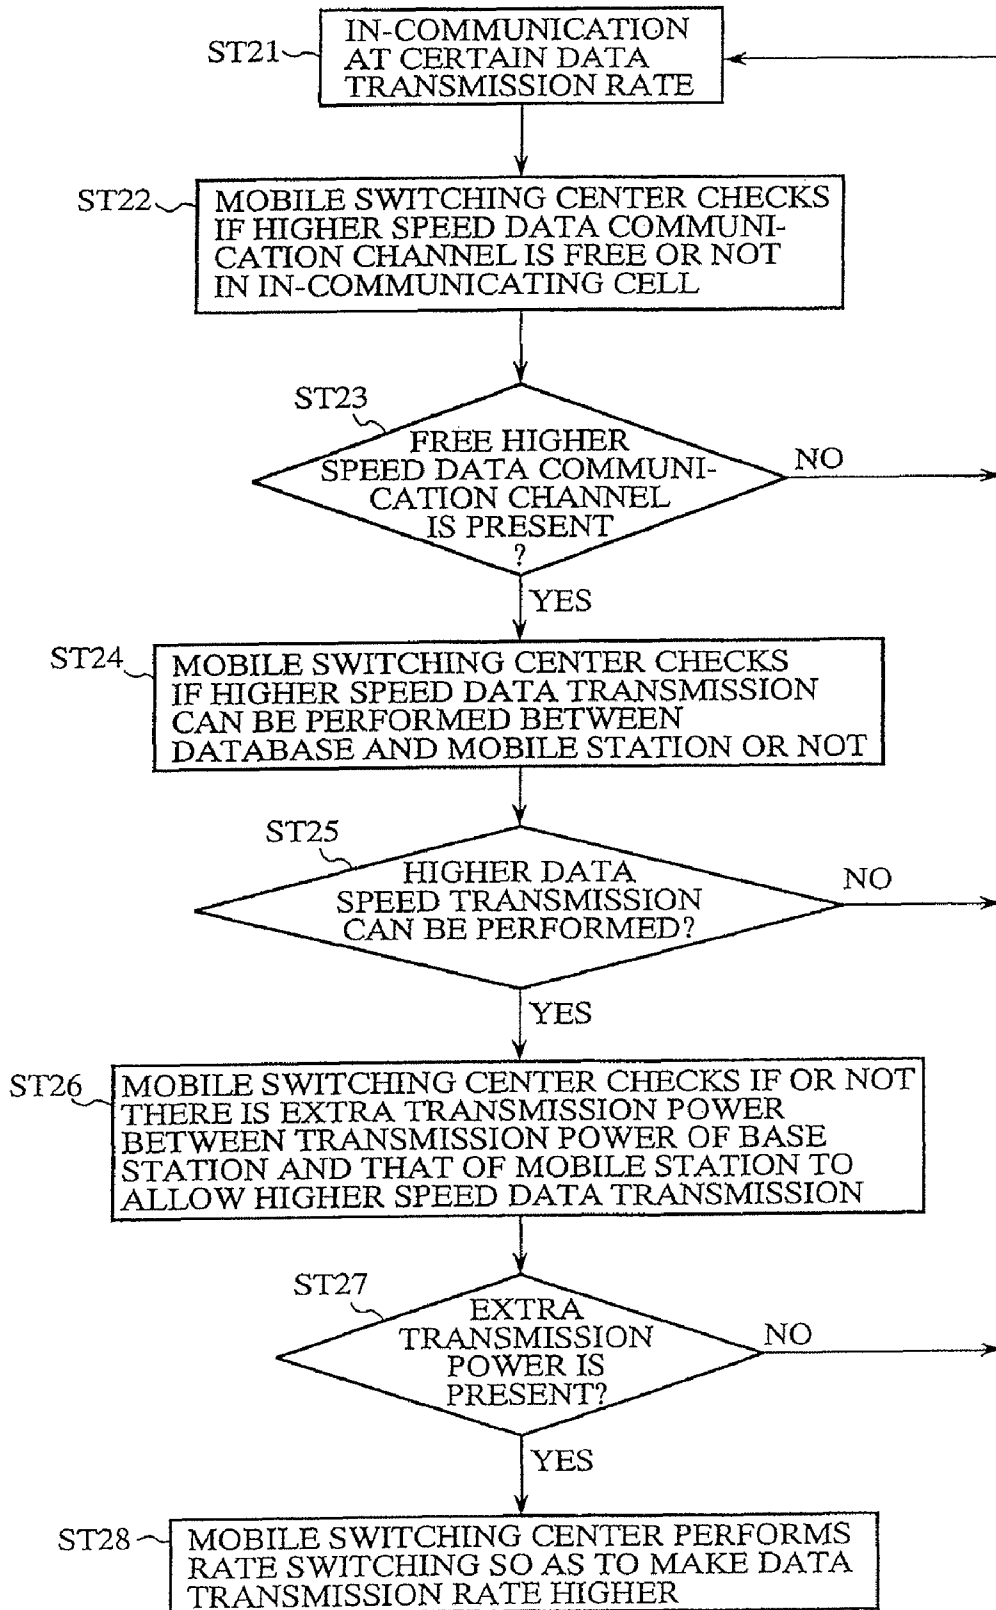 ST21
IN-COMMUNICATION
AT CERTAIN DATA
TRANSMISSION RATE
ST22
MOBILE SWITCHING CENTER CHECKS
IF HIGHER SPEED DATA COMMUNI-
CATION CHANNEL IS FREE OR NOT
IN IN-COMMUNICATING CELL
ST23
FREE HIGHER
SPEED DATA COMMUNI-
CATION CHANNEL
IS PRESENT
?
NO
YES
ST24
MOBILE SWITCHING CENTER CHECKS
IF HIGHER SPEED DATA TRANSMISSION
CAN BE PERFORMED BETWEEN
DATABASE AND MOBILE STATION OR NOT
ST25
HIGHER DATA
SPEED TRANSMISSION
CAN BE PERFORMED?
NO
YES
ST26
MOBILE SWITCHING CENTER CHECKS IF OR NOT
THERE IS EXTRA TRANSMISSION POWER
BETWEEN TRANSMISSION POWER OF BASE
STATION AND THAT OF MOBILE STATION TO
ALLOW HIGHER SPEED DATA TRANSMISSION
ST27
EXTRA
TRANSMISSION
POWER IS
PRESENT?
NO
YES
ST28
MOBILE SWITCHING CENTER PERFORMS
RATE SWITCHING SO AS TO MAKE DATA
TRANSMISSION RATE HIGHER